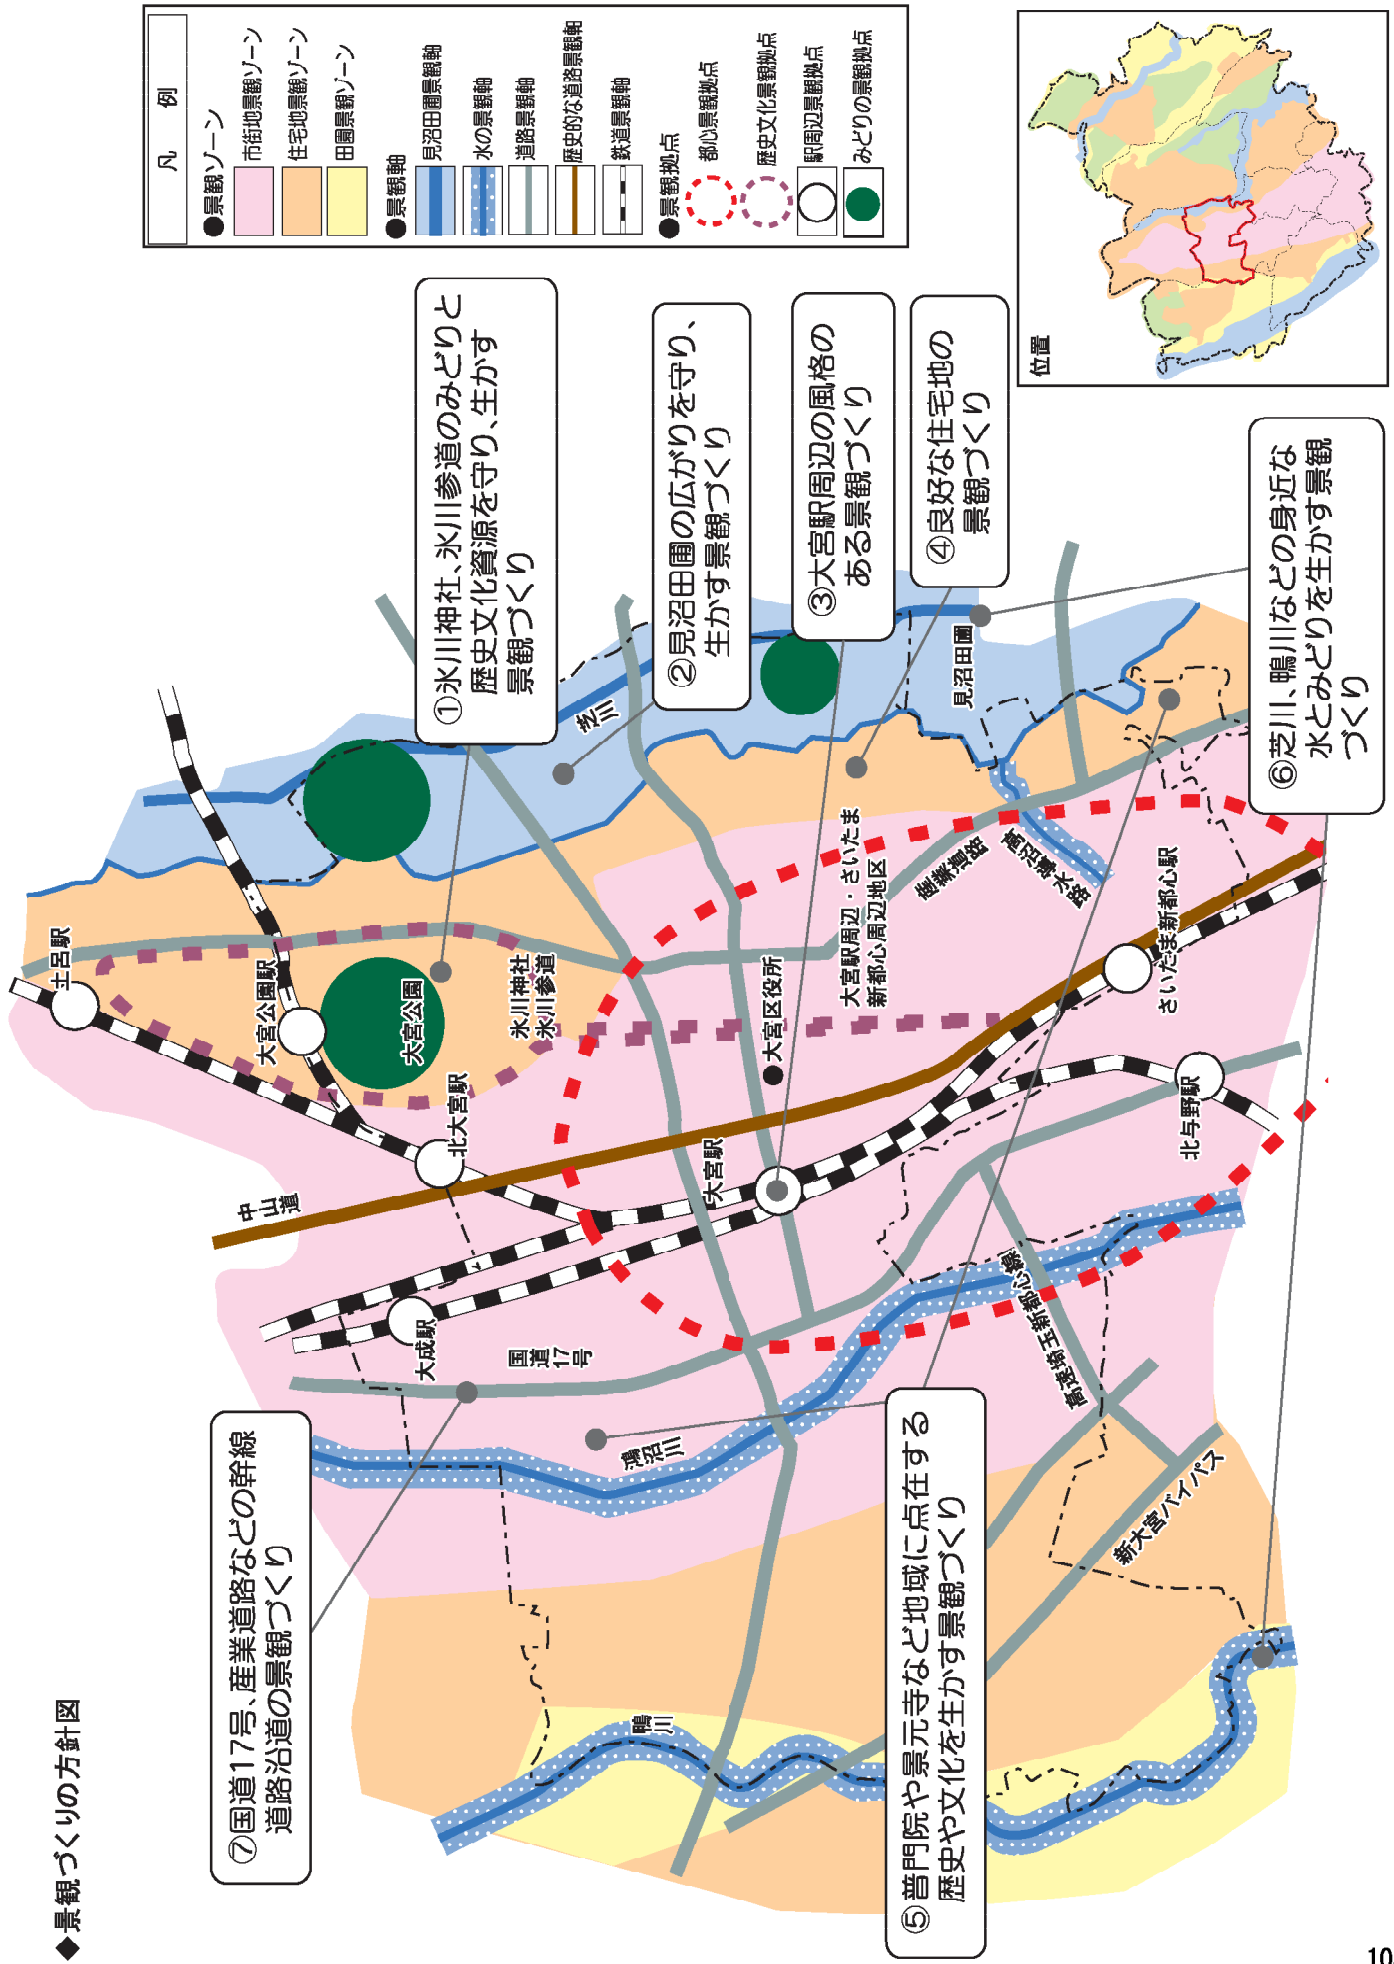 ◆景観づくりの方針図
凡 例
●景観ゾーン
市街地景観ゾーン
住宅地景観ゾーン
田園景観ゾーン
●景観軸
見沼田圃景観軸
水の景観軸
道路景観軸
歴史的な道路景観軸
鉄道景観軸
●景観拠点
都心景観拠点
歴史文化景観拠点
駅周辺景観拠点
みどりの景観拠点
①氷川神社、氷川参道のみどりと
歴史文化資源を守り、生かす
景観づくり
②見沼田圃の広がりを守り、
生かす景観づくり
③大宮駅周辺の風格の
ある景観づくり
④良好な住宅地の
景観づくり
⑤普門院や景元寺など地域に点在する
歴史や文化を生かす景観づくり
⑥芝川、鴨川などの身近な
水とみどりを生かす景観
づくり
⑦国道17号、産業道路などの幹線
道路沿道の景観づくり
位置
土呂駅
大宮公園駅
大宮公園
北大宮駅
氷川神社
氷川参道
中山道
大成駅
国道17号
大宮駅
●大宮区役所
大宮駅周辺・さいたま
新都心周辺地区
産業道路
高沼導水路
見沼田圃
芝川
さいたま新都心駅
北与野駅
高速埼玉新都心線
新大宮バイパス
鴻沼川
鴨川
10